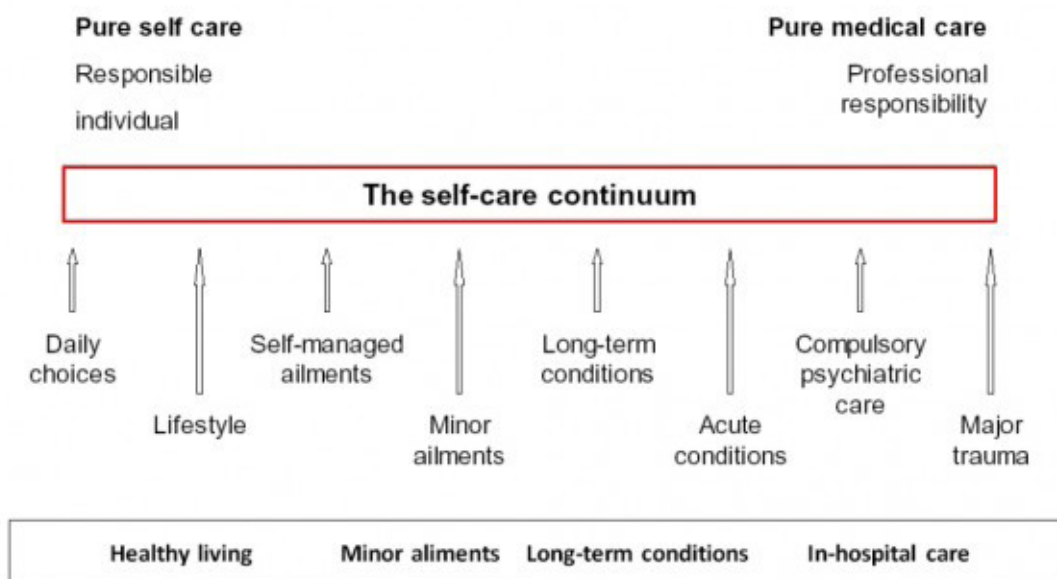 Pure self care
Responsible
individual
Pure medical care
Professional
responsibility
The self-care continuum
Daily
choices
Lifestyle
Self-managed
ailments
Minor
ailments
Long-term
conditions
Acute
conditions
Compulsory
psychiatric
care
Major
trauma
Healthy living Minor aliments Long-term conditions In-hospital care